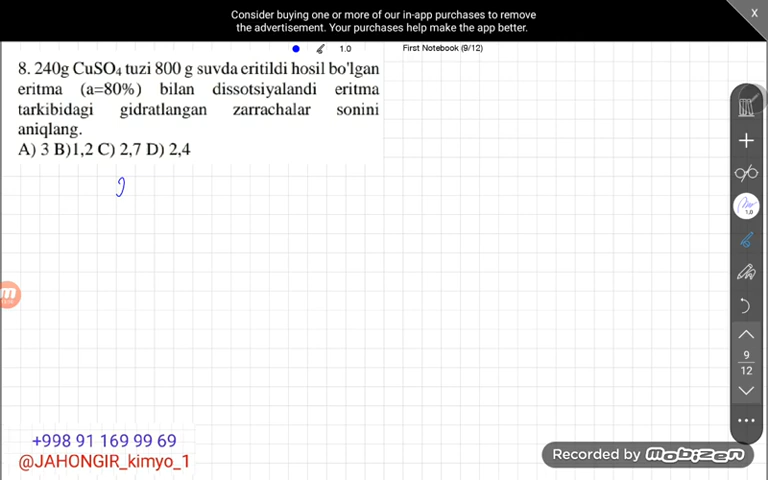 Consider buying one or more of our in-app purchases to remove
the advertisement. Your purchases help make the app better.
X
1.0
First Notebook (9/12)
8. 240g CuSO₄ tuzi 800 g suvda eritildi hosil bo'lgan
eritma (a=80%) bilan dissotsiyalandi eritma
tarkibidagi gidratlangan zarrachalar sonini
aniqlang.
A) 3 B)1,2 C) 2,7 D) 2,4
1.0
9
12
+998 91 169 99 69
@JAHONGIR_kimyo_1
Recorded by mobizen